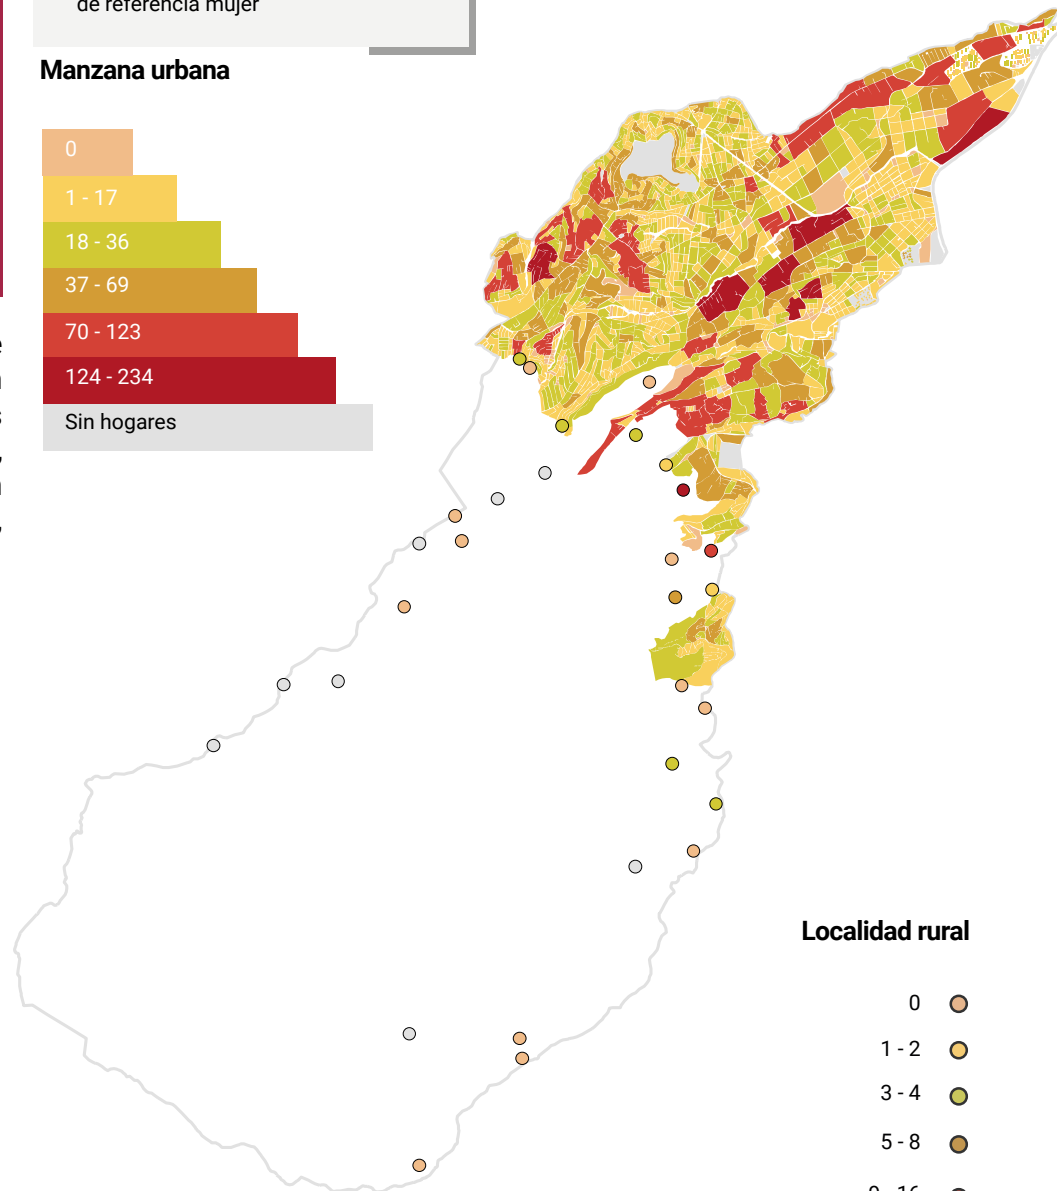 de referencia mujer
Manzana urbana
0
1 - 17
18 - 36
37 - 69
70 - 123
124 - 234
Sin hogares
Localidad rural
0
1 - 2
3 - 4
5 - 8